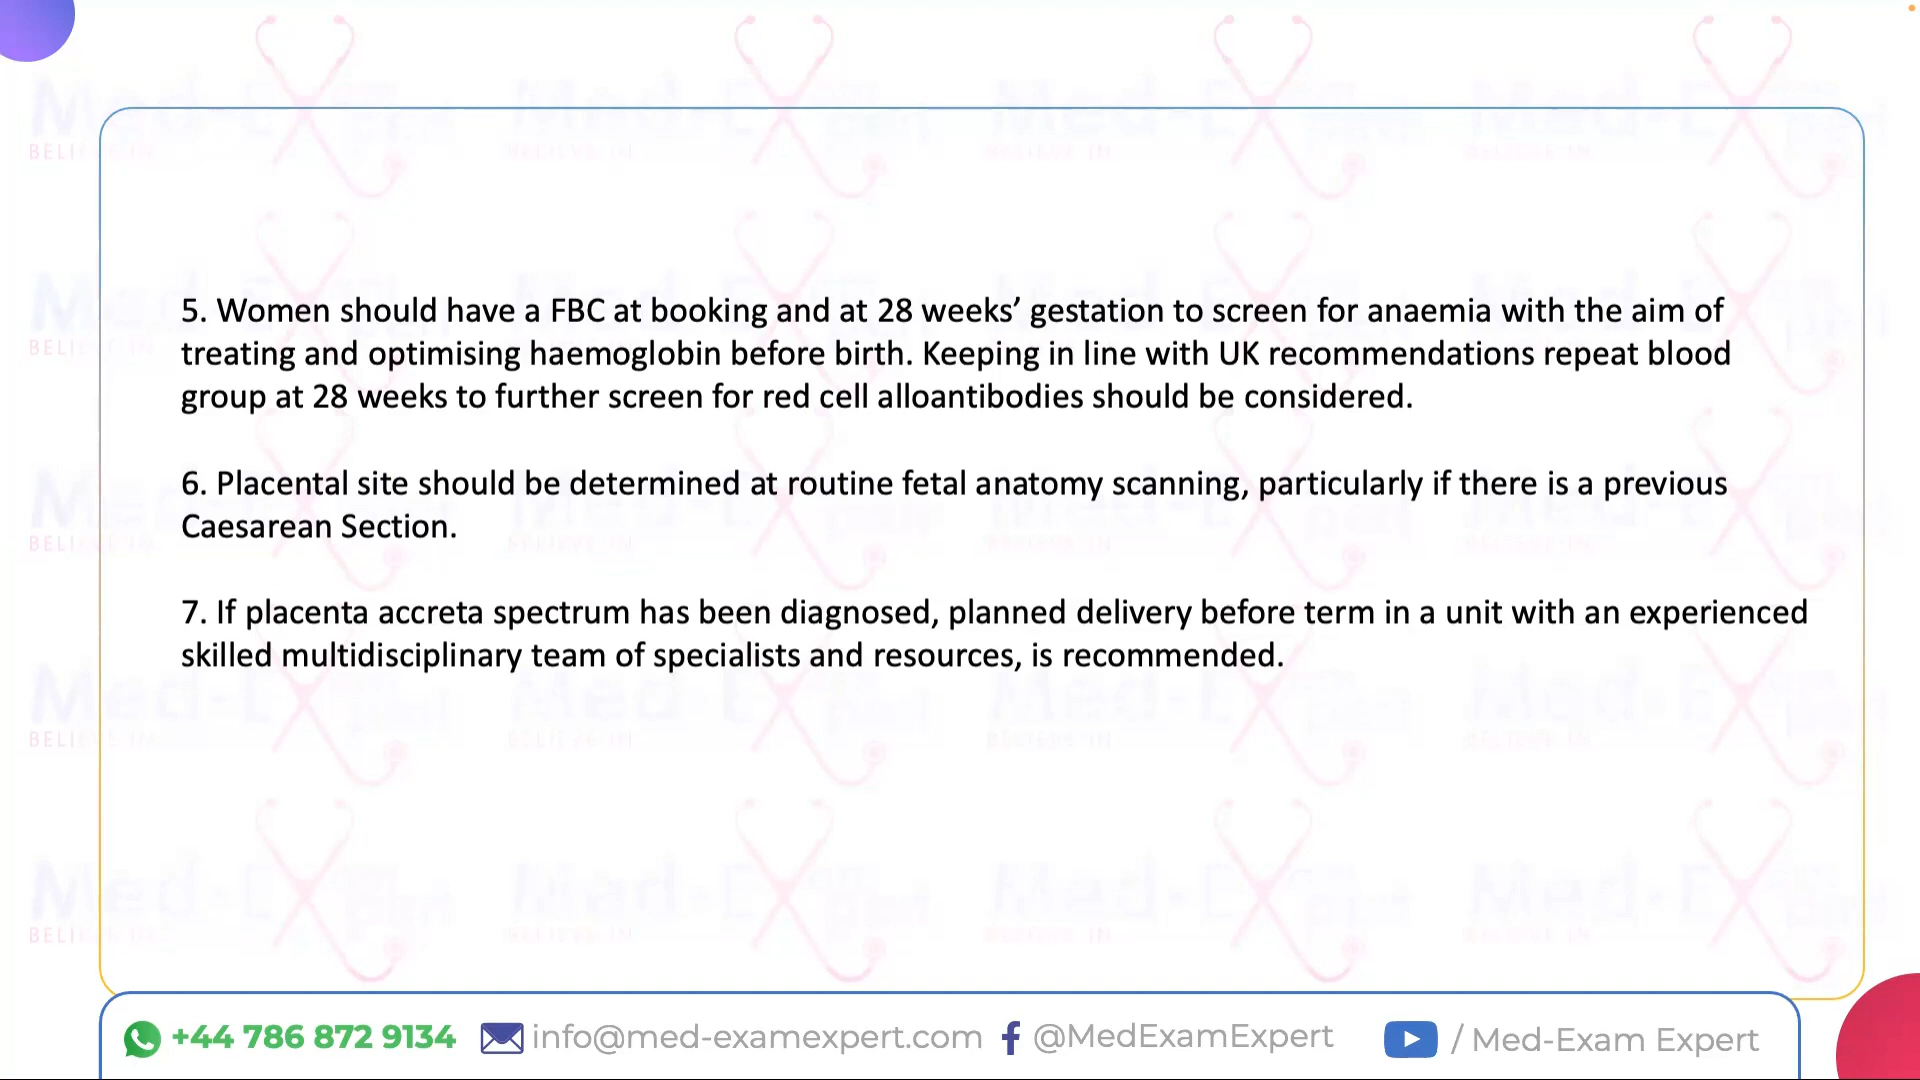 5. Women should have a FBC at booking and at 28 weeks’ gestation to screen for anaemia with the aim of
treating and optimising haemoglobin before birth. Keeping in line with UK recommendations repeat blood
group at 28 weeks to further screen for red cell alloantibodies should be considered.
6. Placental site should be determined at routine fetal anatomy scanning, particularly if there is a previous
Caesarean Section.
7. If placenta accreta spectrum has been diagnosed, planned delivery before term in a unit with an experienced
skilled multidisciplinary team of specialists and resources, is recommended.
+44 786 872 9134 info@med-examexpert.com @MedExamExpert / Med-Exam Expert